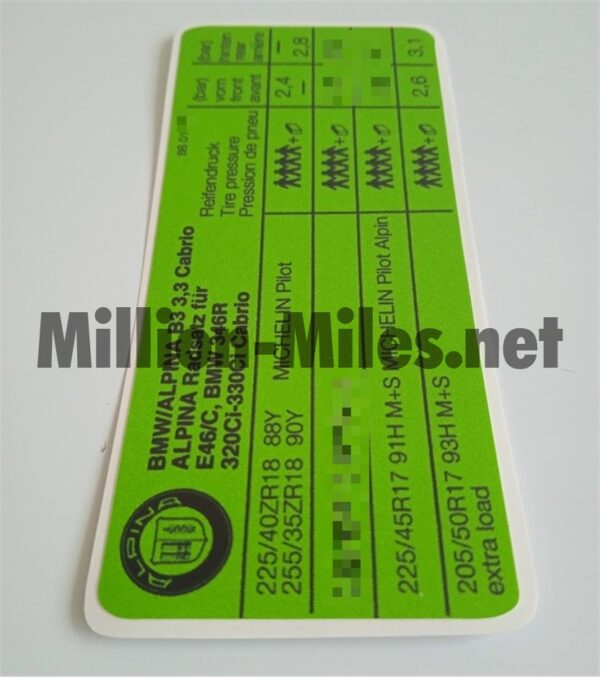 ALPINA
BMW/ALPINA B3 3,3 Cabrio
ALPINA Radsatz für
E46/C, BMW 346R
320Ci-330Ci Cabrio
88 01
Reifendruck (bar) (bar)
Tire pressure vorn hinten
Pression de pneu front rear
avant arrière
225/40ZR18 88Y MICHELIN Pilot 2,4 –
255/35ZR18 90Y – 2,8
225/45R17 91H M+S MICHELIN Pilot Alpin
205/50R17 93H M+S 2,6 3,1
extra load
Million-Miles.net